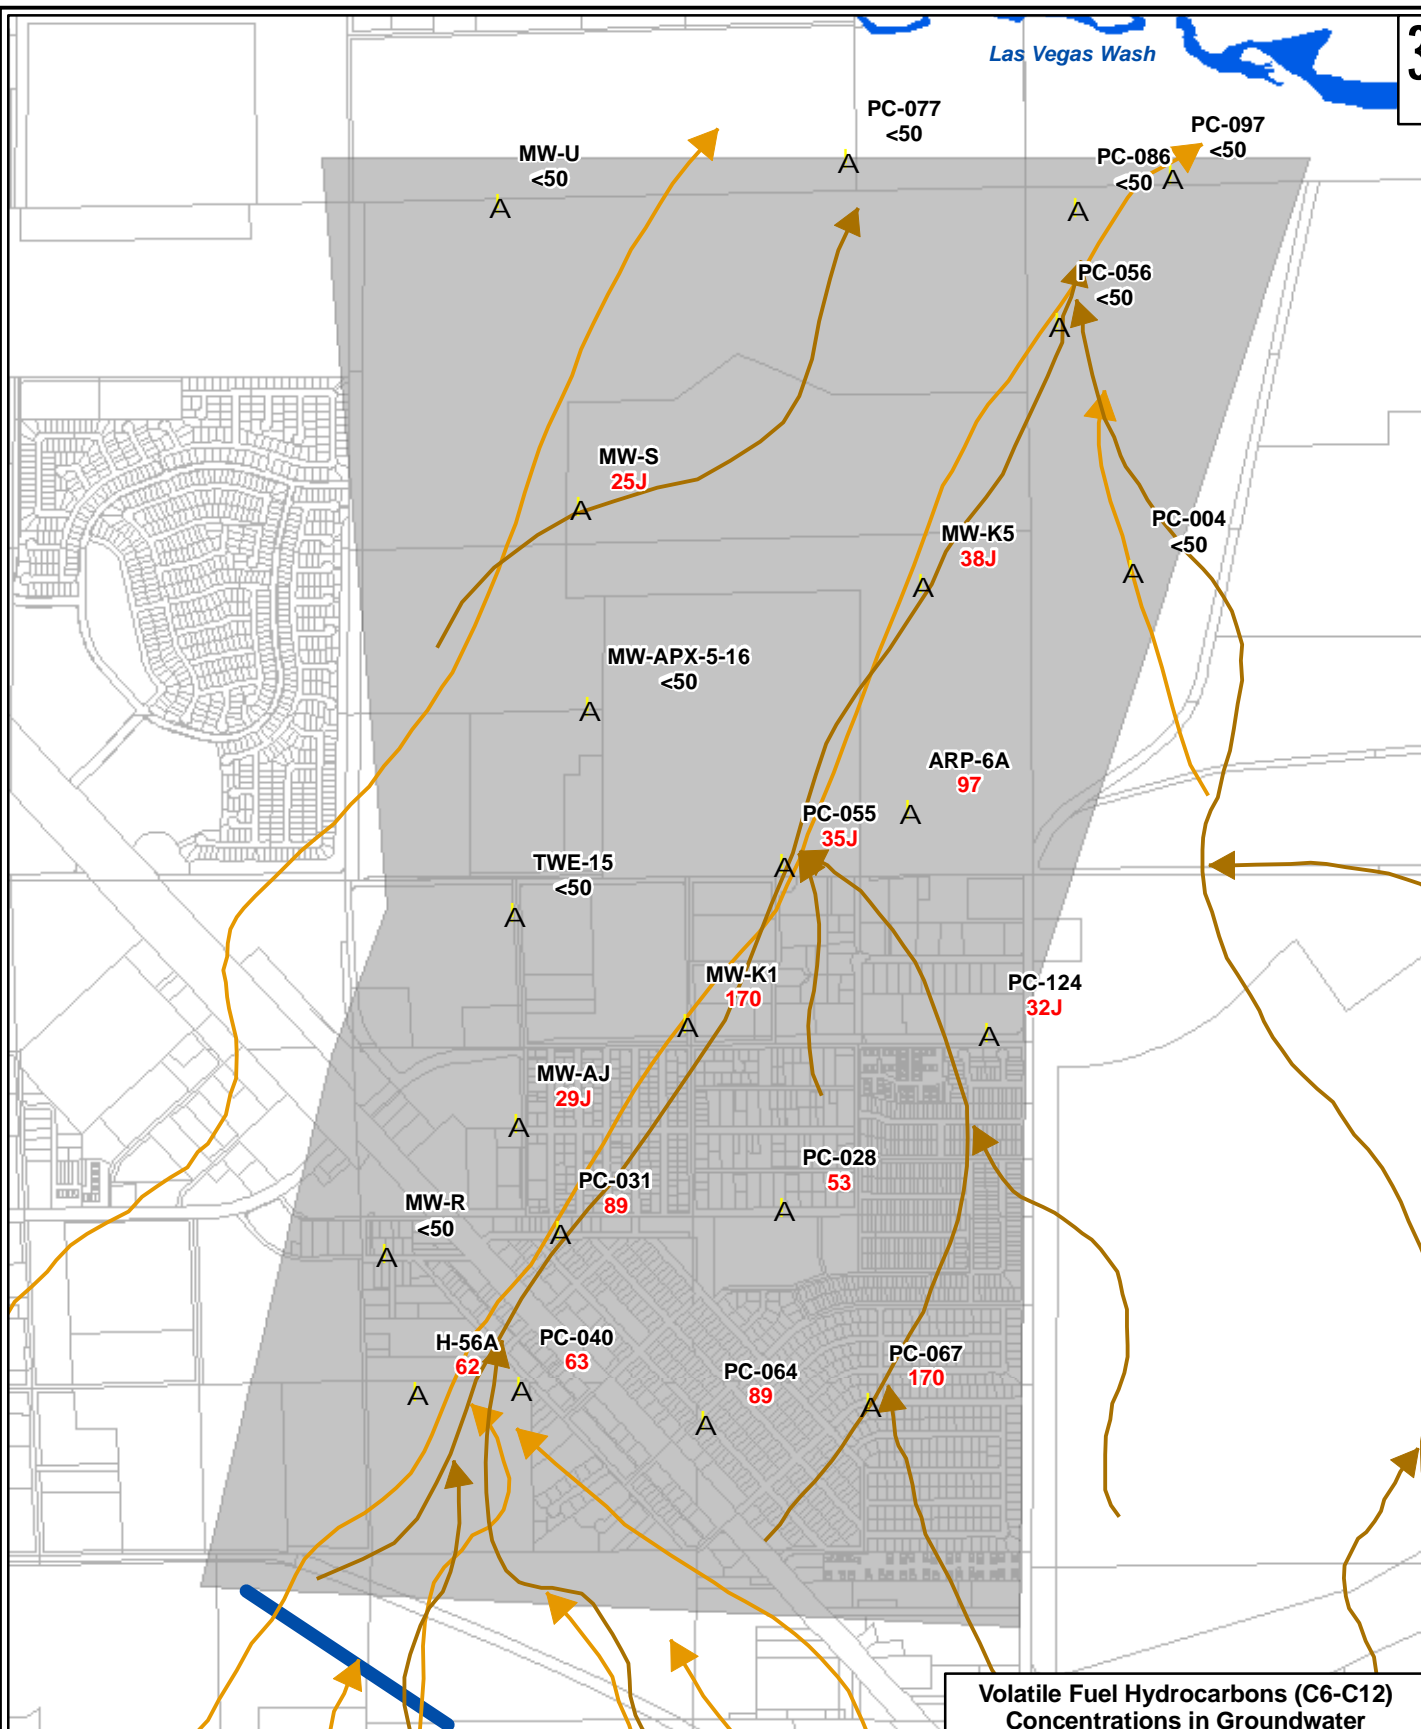 Las Vegas Wash
3
PC-077
<50
PC-097
<50
MW-U
<50
PC-086
<50
A
A
A
A
PC-056
<50
A
MW-S
25J
A
PC-004
<50
MW-K5
38J
A
A
MW-APX-5-16
<50
A
ARP-6A
97
A
PC-055
35J
A
TWE-15
<50
A
MW-K1
170
A
PC-124
32J
A
MW-AJ
29J
A
PC-028
53
A
PC-031
89
A
MW-R
<50
A
H-56A
62
A
PC-040
63
A
PC-064
89
A
PC-067
170
A
Volatile Fuel Hydrocarbons (C6-C12)
Concentrations in Groundwater